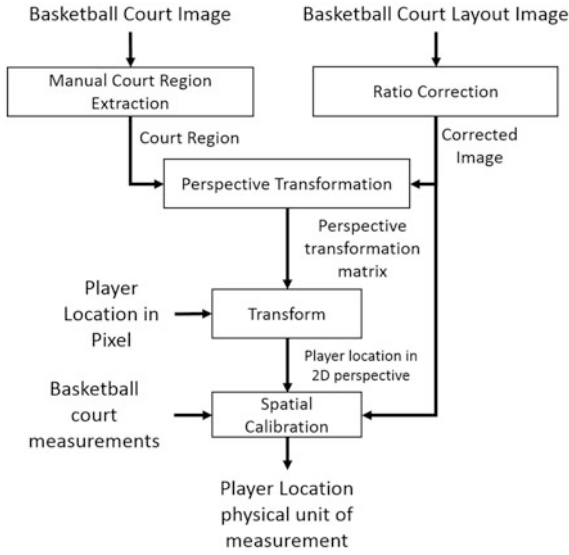 Basketball Court Image
Basketball Court Layout Image
Manual Court Region
Extraction
Ratio Correction
Court Region
Corrected
Image
Perspective Transformation
Perspective
transformation
matrix
Player
Location in
Pixel
Transform
Player location in
2D perspective
Basketball
court
measurements
Spatial
Calibration
Player Location
physical unit of
measurement